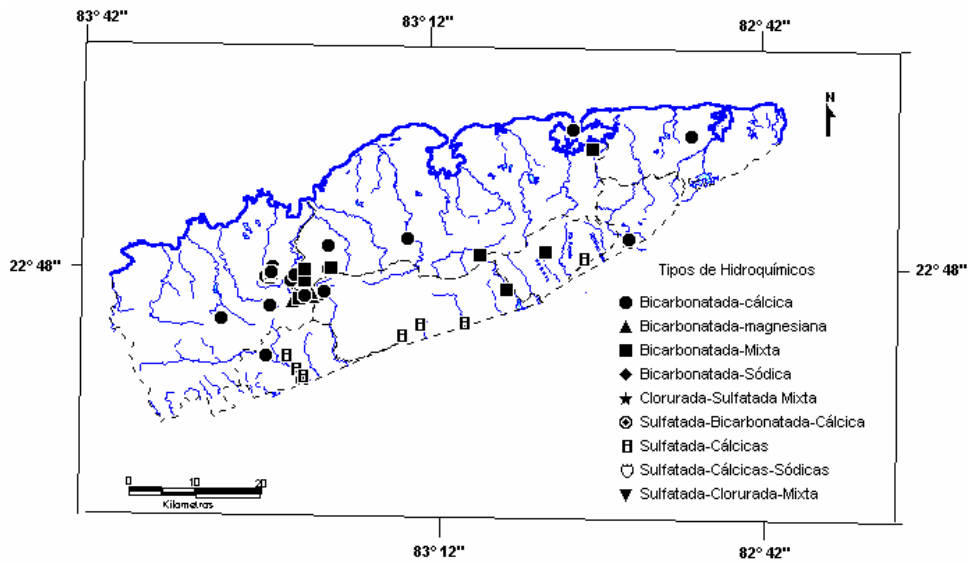 83° 42"
83° 12"
82° 42"
N
22° 48"
22° 48"
Tipos de Hidroquímicos
Bicarbonatada-cálcica
Bicarbonatada-magnesiana
Bicarbonatada-Mixta
Bicarbonatada-Sódica
Clorurada-Sulfatada Mixta
Sulfatada-Bicarbonatada-Cálcica
Sulfatada-Cálcicas
Sulfatada-Cálcicas-Sódicas
Sulfatada-Clorurada-Mixta
0 10 20
Kilometros
83° 12"
82° 42"